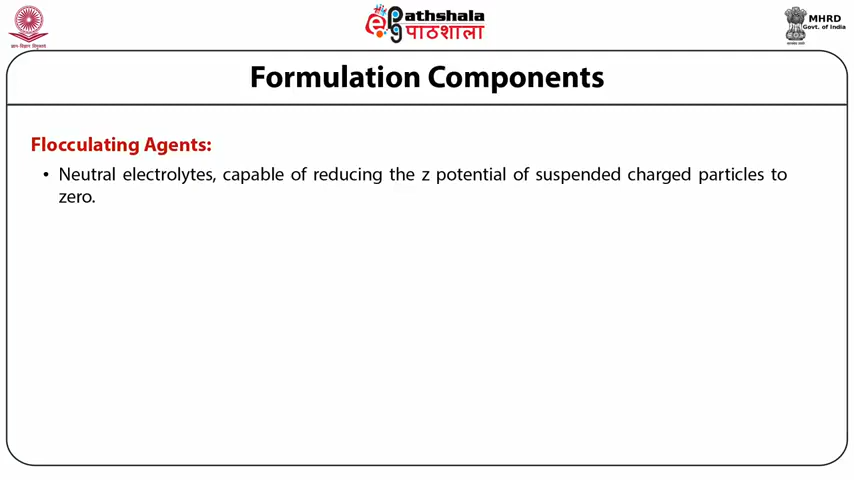 ePG Pathshala
पाठशाला
MHRD
Govt. of India
Formulation Components
Flocculating Agents:
• Neutral electrolytes, capable of reducing the z potential of suspended charged particles to
zero.